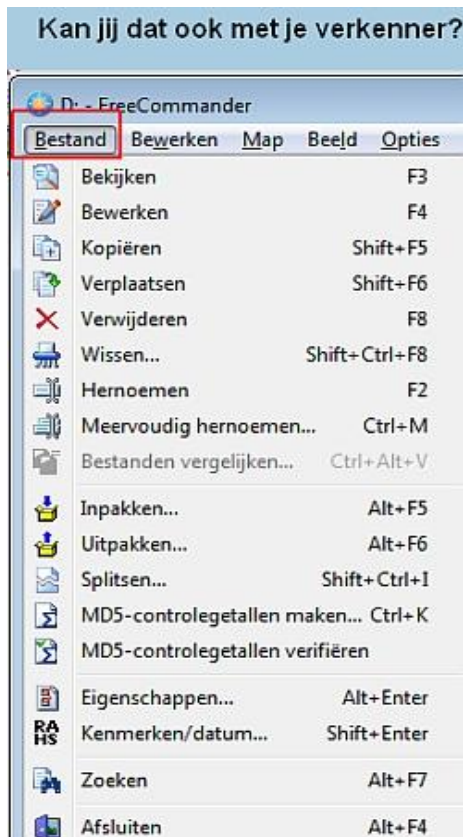 Kan jij dat ook met je verkenner?
D: - FreeCommander
Bestand Bewerken Map Beeld Opties
Bekijken F3
Bewerken F4
Kopiëren Shift+F5
Verplaatsen Shift+F6
Verwijderen F8
Wissen... Shift+Ctrl+F8
Hernoemen F2
Meervoudig hernoemen... Ctrl+M
Bestanden vergelijken... Ctrl+Alt+V
Inpakken... Alt+F5
Uitpakken... Alt+F6
Splitsen... Shift+Ctrl+I
MD5-controlegetallen maken... Ctrl+K
MD5-controlegetallen verifiëren
Eigenschappen... Alt+Enter
RA
HS
Kenmerken/datum... Shift+Enter
Zoeken Alt+F7
Afsluiten Alt+F4